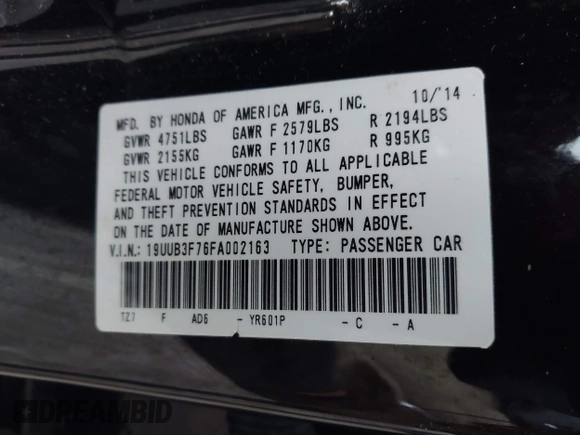 MFD. BY HONDA OF AMERICA MFG., INC. 10/'14
GVWR 4751LBS GAWR F 2579LBS R 2194LBS
GVWR 2155KG GAWR F 1170KG R 995KG
THIS VEHICLE CONFORMS TO ALL APPLICABLE
FEDERAL MOTOR VEHICLE SAFETY, BUMPER,
AND THEFT PREVENTION STANDARDS IN EFFECT
ON THE DATE OF MANUFACTURE SHOWN ABOVE.
V.I.N.: 19UUB3F76FA002163 TYPE: PASSENGER CAR
TZ7 F AD6 - YR601P - C - A
DREAMBID